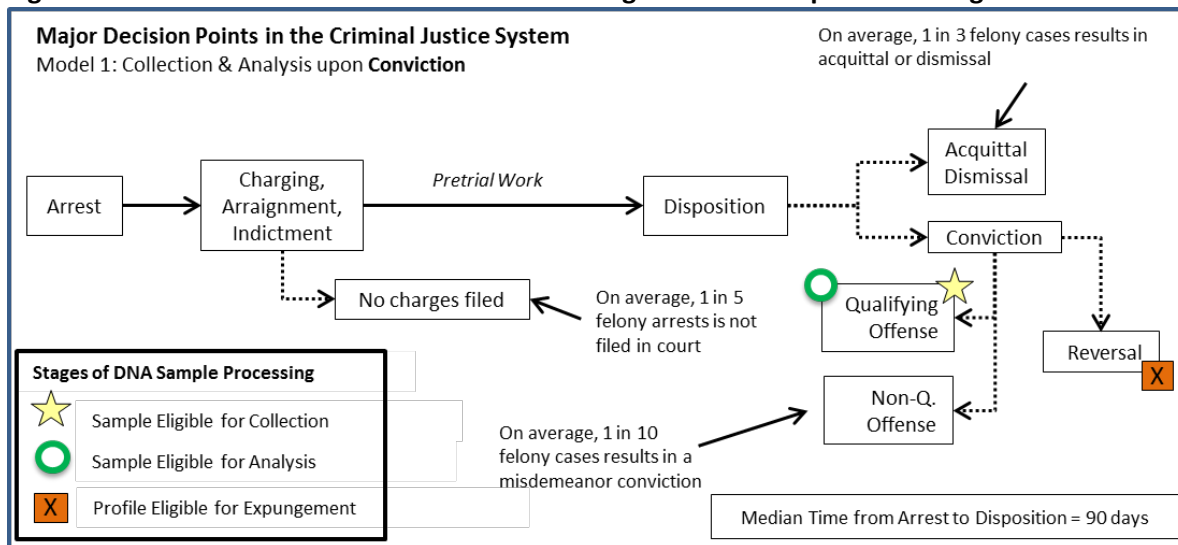 Major Decision Points in the Criminal Justice System
Model 1: Collection & Analysis upon Conviction
On average, 1 in 3 felony cases results in
acquittal or dismissal
Arrest
Charging,
Arraignment,
Indictment
Pretrial Work
Disposition
Acquittal
Dismissal
Conviction
No charges filed
On average, 1 in 5
felony arrests is not
filed in court
Qualifying
Offense
Reversal
X
Non-Q.
Offense
On average, 1 in 10
felony cases results in a
misdemeanor conviction
Stages of DNA Sample Processing
Sample Eligible for Collection
Sample Eligible for Analysis
X Profile Eligible for Expungement
Median Time from Arrest to Disposition = 90 days